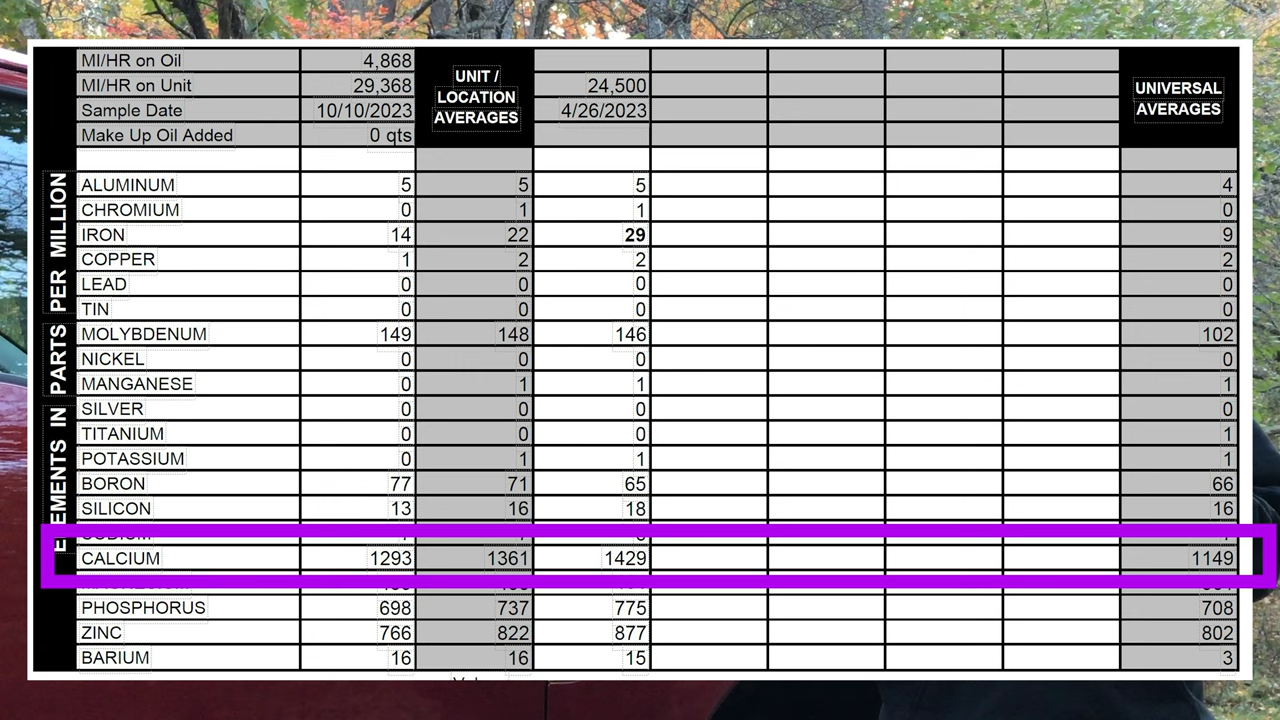 MI/HR on Oil 4,868
MI/HR on Unit 29,368 24,500
Sample Date 10/10/2023 4/26/2023
Make Up Oil Added 0 qts
UNIT /
LOCATION
AVERAGES
UNIVERSAL
AVERAGES
ELEMENTS IN PARTS PER MILLION
ALUMINUM 5 5 5 4
CHROMIUM 0 1 1 0
IRON 14 22 29 9
COPPER 1 2 2 2
LEAD 0 0 0 0
TIN 0 0 0 0
MOLYBDENUM 149 148 146 102
NICKEL 0 0 0 0
MANGANESE 0 1 1 1
SILVER 0 0 0 0
TITANIUM 0 0 0 1
POTASSIUM 0 1 1 1
BORON 77 71 65 66
SILICON 13 16 18 16
SODIUM
CALCIUM 1293 1361 1429 1149
PHOSPHORUS 698 737 775 708
ZINC 766 822 877 802
BARIUM 16 16 15 3